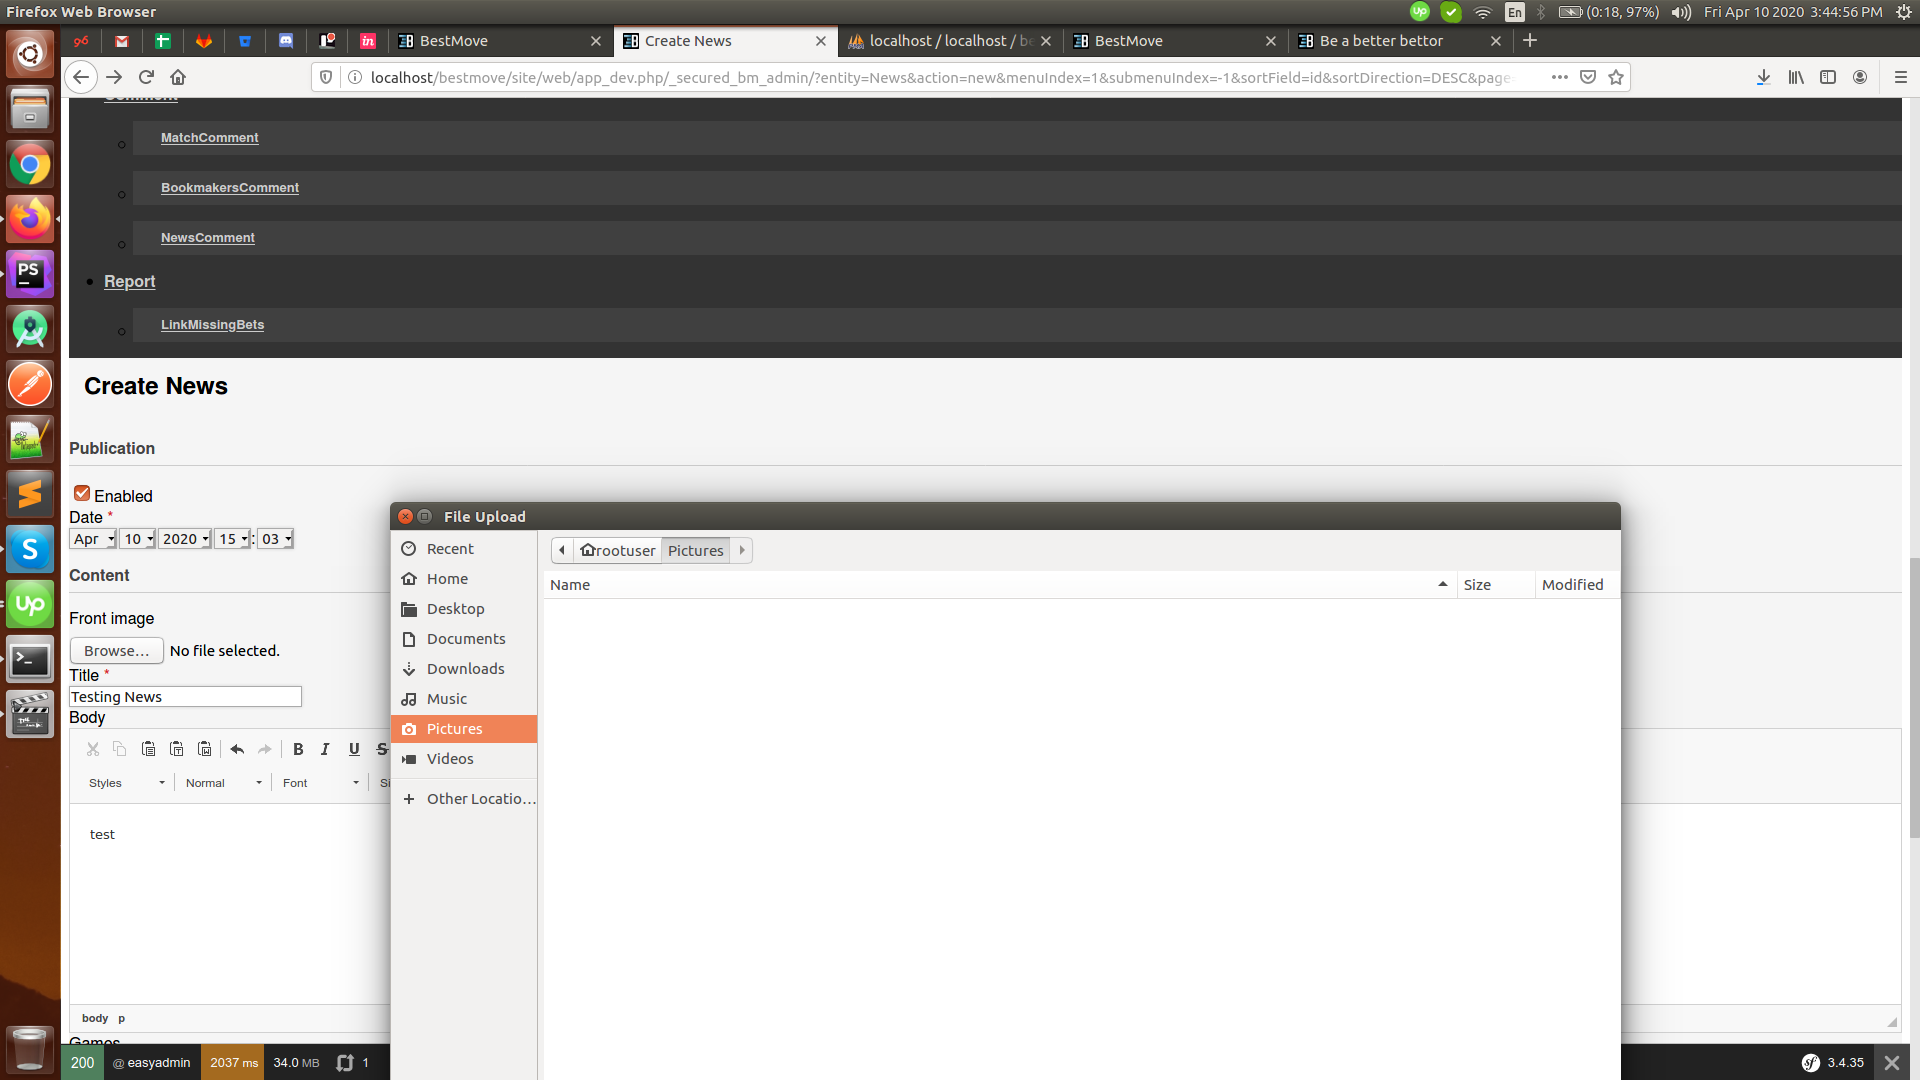 Firefox Web Browser
En (0:18, 97%) Fri Apr 10 2020 3:44:56 PM
BestMove
Create News
localhost / localhost / be
BestMove
Be a better bettor
localhost/bestmove/site/web/app_dev.php/_secured_bm_admin/?entity=News&action=new&menuIndex=1&submenuIndex=-1&sortField=id&sortDirection=DESC&page=
Comment
MatchComment
BookmakersComment
NewsComment
Report
LinkMissingBets
Create News
Publication
Enabled
Date *
Apr 10 2020 15 : 03
Content
Front image
Browse... No file selected.
Title *
Testing News
Body
B I U S
Styles Normal Font Si
test
body p
Games
200 @ easyadmin 2037 ms 34.0 MB 1
sf 3.4.35
File Upload
Recent
Home
Desktop
Documents
Downloads
Music
Pictures
Videos
Other Locatio...
rootuser Pictures
Name Size Modified